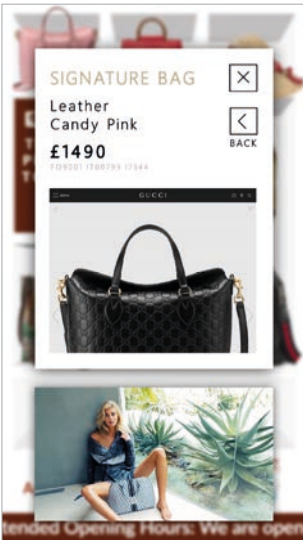 SIGNATURE BAG
Leather
Candy Pink
£1490
BACK
GUCCI
tended Opening Hours: We are open